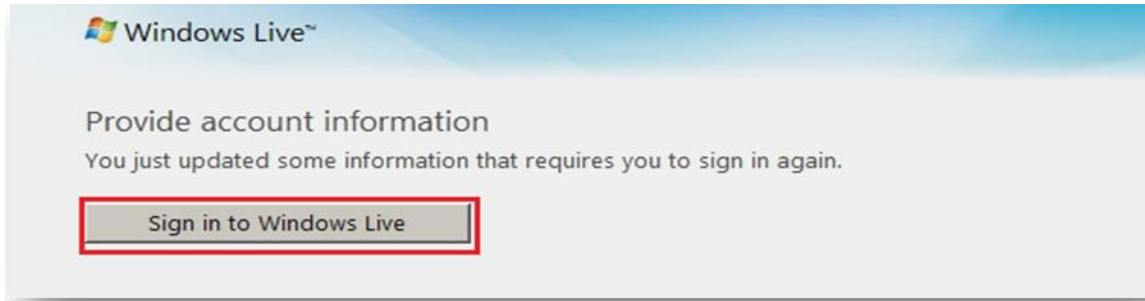 Windows Live™
Provide account information
You just updated some information that requires you to sign in again.
Sign in to Windows Live